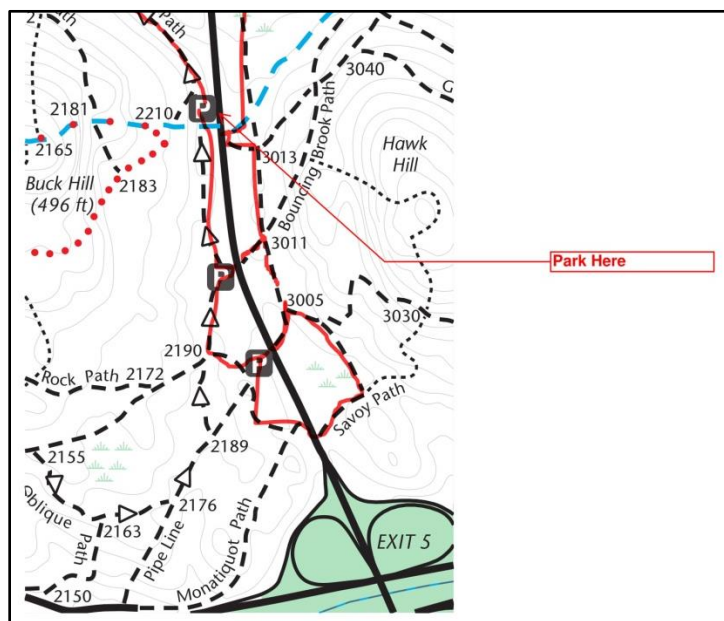 2
Path
Path
3040
G
2181
2210
P
2165
3013
Bouncing Brook Path
Hawk
Hill
Buck Hill
(496 ft)
2183
3011
Park Here
P
3005
3030
2190
P
Rock Path
2172
Savoy Path
2155
2189
2176
Oblique
Path
2163
Pipe Line
Monatiquot Path
EXIT 5
2150